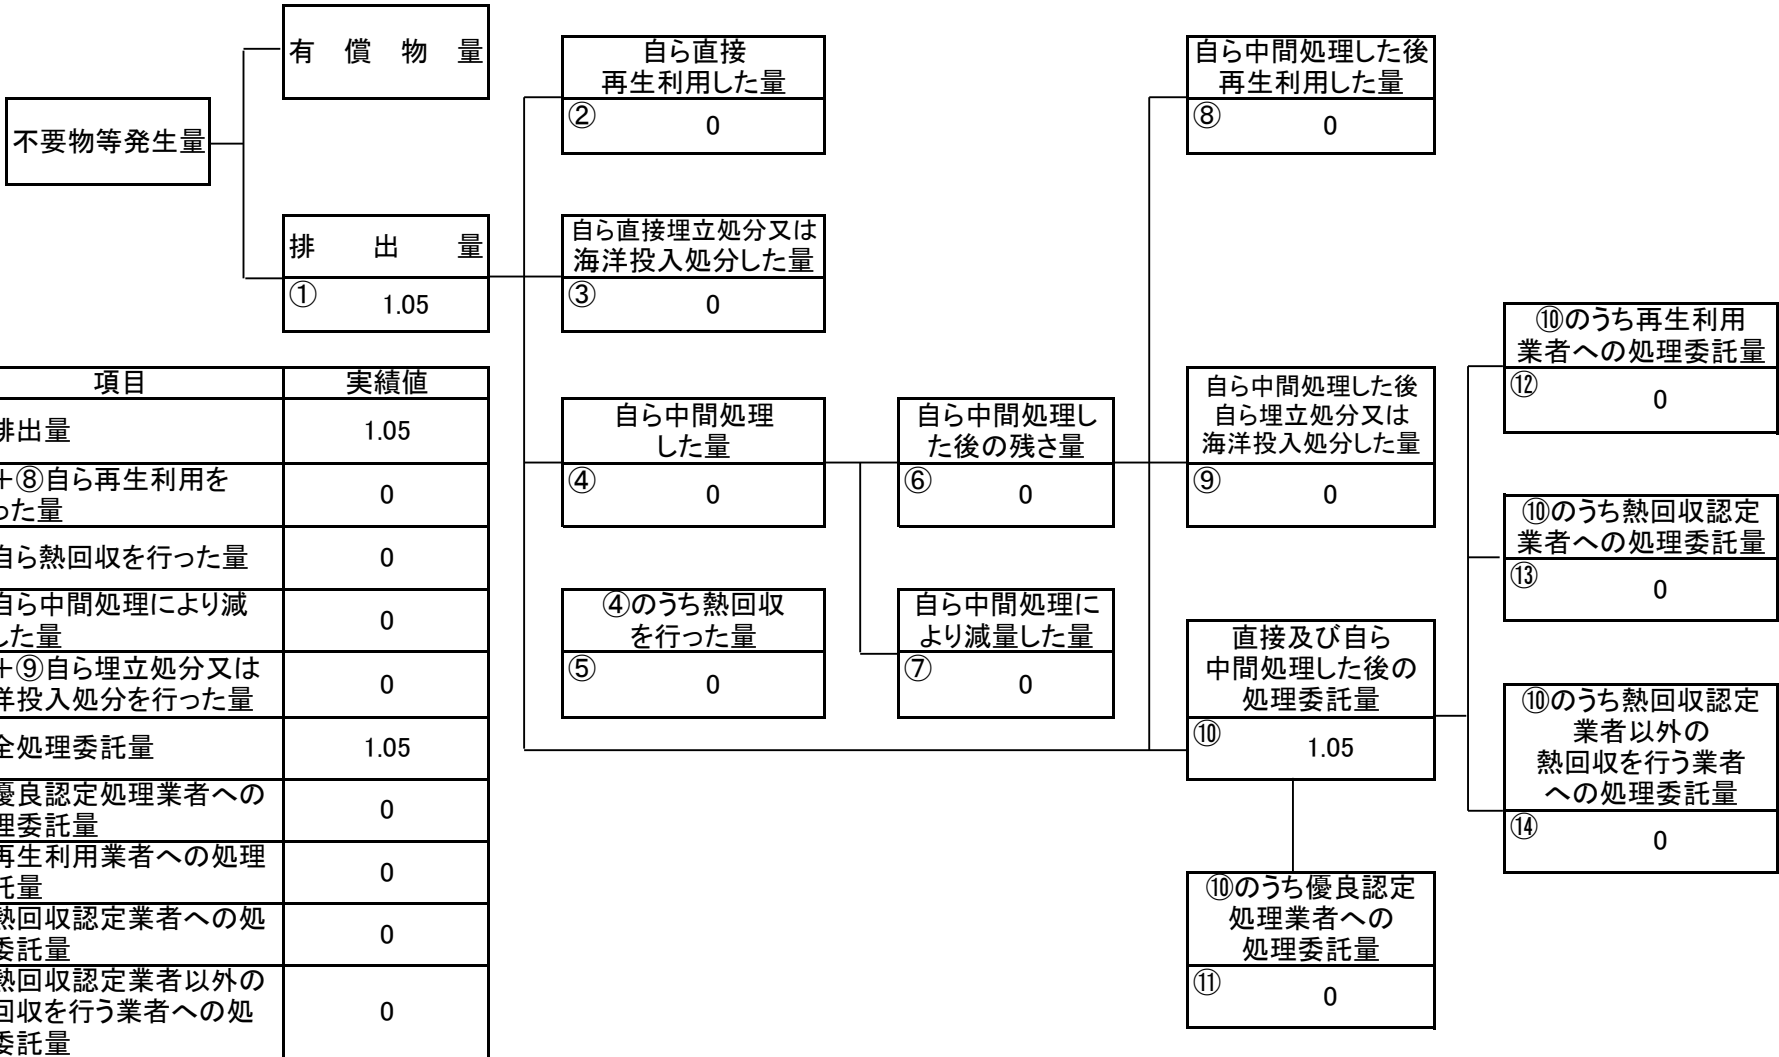 有償物量
不要物等発生量
排出量
① 1.05
自ら直接
再生利用した量
② 0
自ら直接埋立処分又は
海洋投入処分した量
③ 0
自ら中間処理
した量
④ 0
④のうち熱回収
を行った量
⑤ 0
自ら中間処理し
た後の残さ量
⑥ 0
自ら中間処理に
より減量した量
⑦ 0
自ら中間処理した後
再生利用した量
⑧ 0
自ら中間処理した後
自ら埋立処分又は
海洋投入処分した量
⑨ 0
直接及び自ら
中間処理した後の
処理委託量
⑩ 1.05
⑩のうち優良認定
処理業者への
処理委託量
⑪ 0
⑩のうち再生利用
業者への処理委託量
⑫ 0
⑩のうち熱回収認定
業者への処理委託量
⑬ 0
⑩のうち熱回収認定
業者以外の
熱回収を行う業者
への処理委託量
⑭ 0
項目 実績値
排出量 1.05
+⑧自ら再生利用を
った量 0
自ら熱回収を行った量 0
自ら中間処理により減
した量 0
+⑨自ら埋立処分又は
洋投入処分を行った量 0
全処理委託量 1.05
優良認定処理業者への
理委託量 0
再生利用業者への処理
託量 0
熱回収認定業者への処
委託量 0
熱回収認定業者以外の
回収を行う業者への処
委託量 0